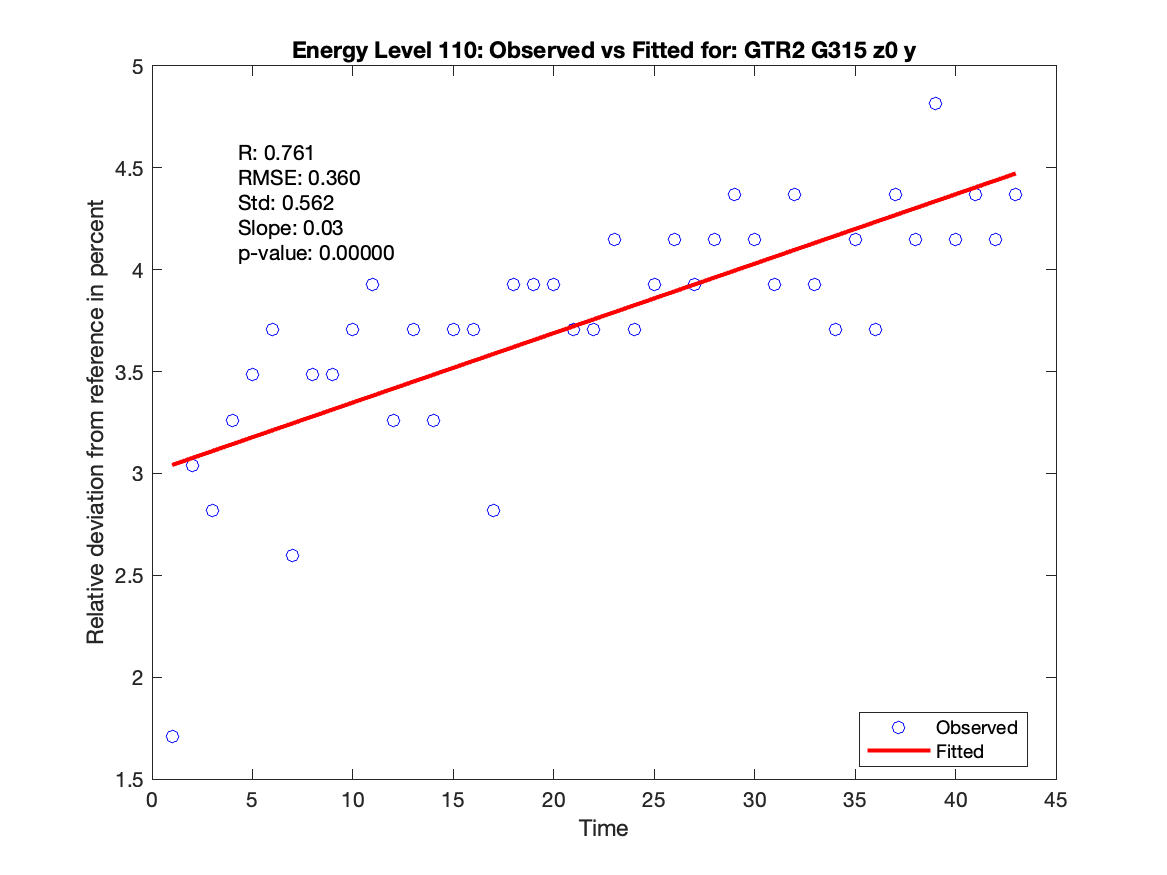 Energy Level 110: Observed vs Fitted for: GTR2 G315 z0 y
5
4.5
4
3.5
3
2.5
2
1.5
Relative deviation from reference in percent
R: 0.761
RMSE: 0.360
Std: 0.562
Slope: 0.03
p-value: 0.00000
Observed
Fitted
0 5 10 15 20 25 30 35 40 45
Time